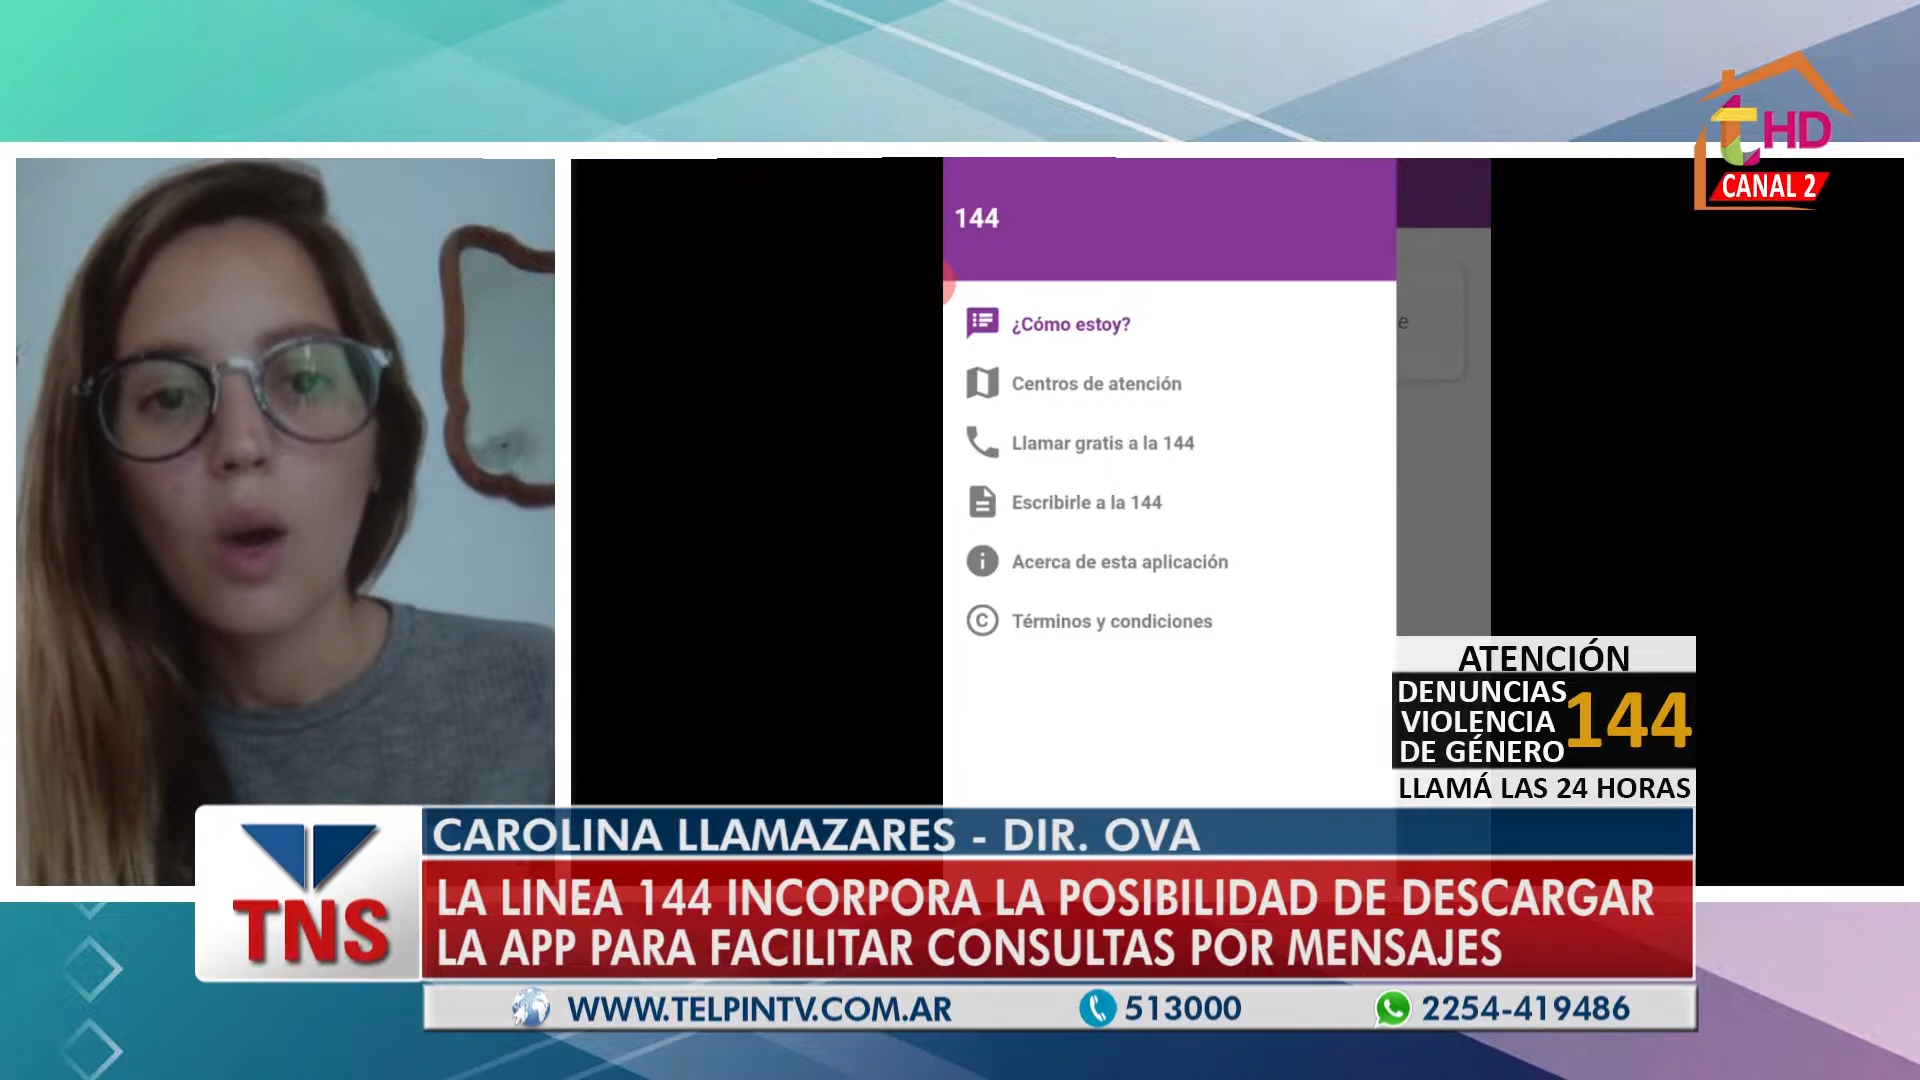 tHD
CANAL 2
144
¿Cómo estoy?
e
Centros de atención
Llamar gratis a la 144
Escribirle a la 144
Acerca de esta aplicación
Términos y condiciones
ATENCIÓN
DENUNCIAS
VIOLENCIA
DE GÉNERO
144
LLAMÁ LAS 24 HORAS
CAROLINA LLAMAZARES - DIR. OVA
TNS
LA LINEA 144 INCORPORA LA POSIBILIDAD DE DESCARGAR
LA APP PARA FACILITAR CONSULTAS POR MENSAJES
WWW.TELPINTV.COM.AR
513000
2254-419486